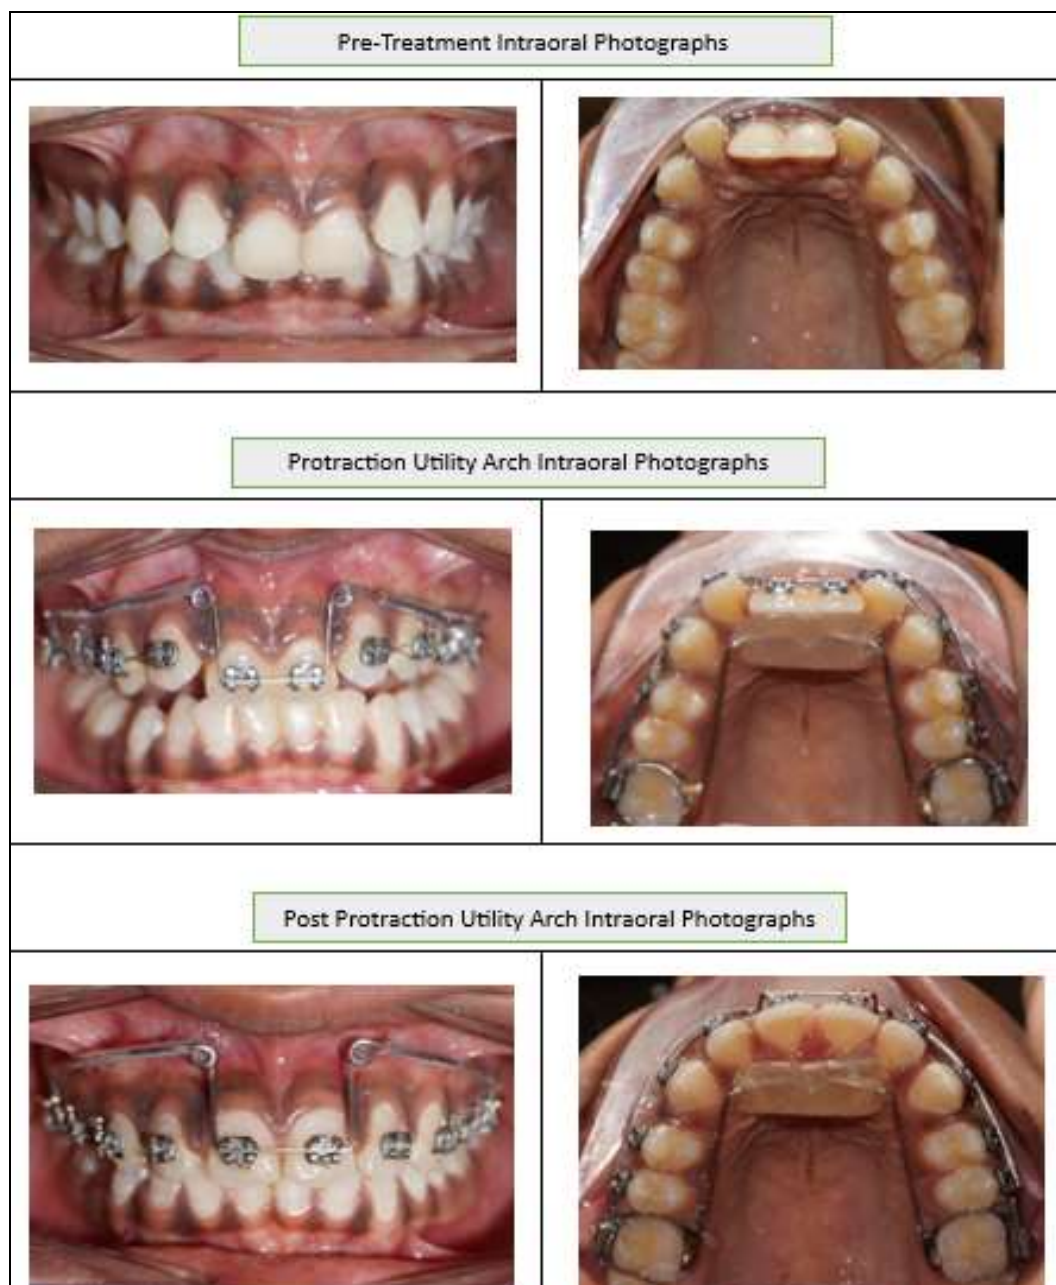 Pre-Treatment Intraoral Photographs
Protraction Utility Arch Intraoral Photographs
Post Protraction Utility Arch Intraoral Photographs